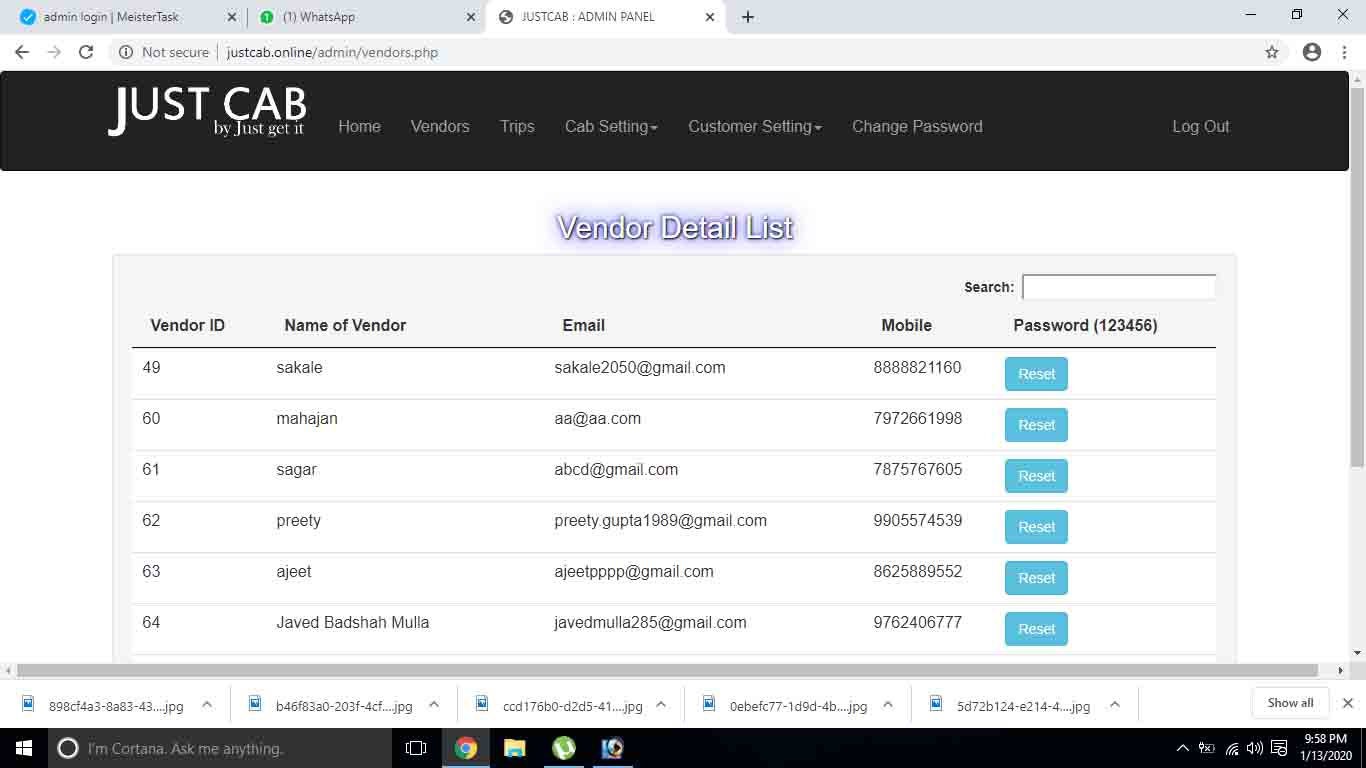 admin login | MeisterTask
(1) WhatsApp
JUSTCAB : ADMIN PANEL
Not secure | justcab.online/admin/vendors.php
JUST CAB
by Just get it
Home Vendors Trips Cab Setting Customer Setting Change Password Log Out
Vendor Detail List
Search:
Vendor ID Name of Vendor Email Mobile Password (123456)
49 sakale sakale2050@gmail.com 8888821160 Reset
60 mahajan aa@aa.com 7972661998 Reset
61 sagar abcd@gmail.com 7875767605 Reset
62 preety preety.gupta1989@gmail.com 9905574539 Reset
63 ajeet ajeetpppp@gmail.com 8625889552 Reset
64 Javed Badshah Mulla javedmulla285@gmail.com 9762406777 Reset
898cf4a3-8a83-43....jpg b46f83a0-203f-4cf....jpg ccd176b0-d2d5-41....jpg 0ebefc77-1d9d-4b....jpg 5d72b124-e214-4....jpg Show all
I'm Cortana. Ask me anything.
9:58 PM
1/13/2020